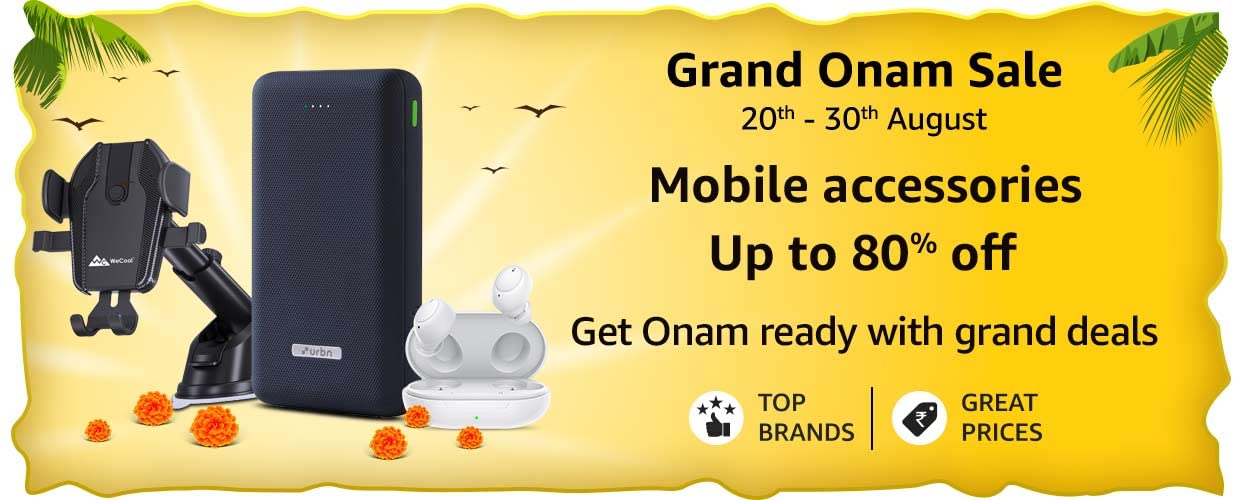 Grand Onam Sale
20th - 30th August
Mobile accessories
Up to 80% off
Get Onam ready with grand deals
TOP
BRANDS
₹
GREAT
PRICES
WeCool
urbn